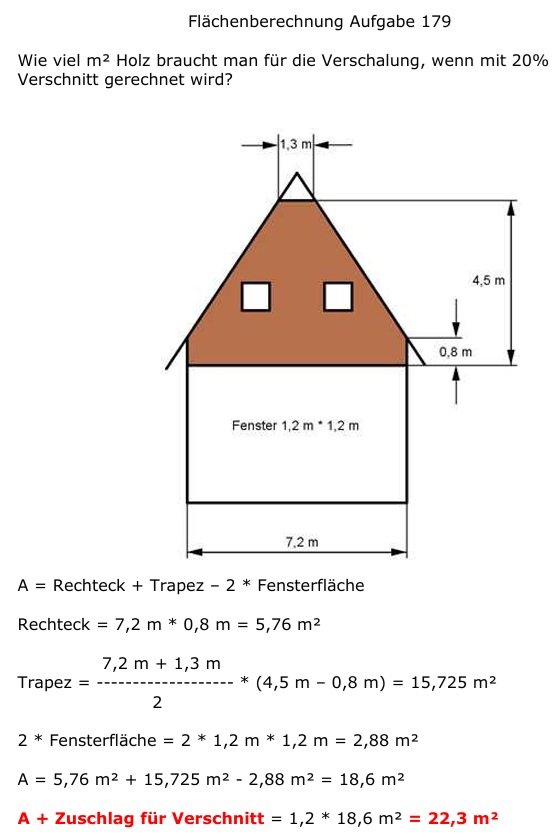 Flächenberechnung Aufgabe 179
Wie viel m² Holz braucht man für die Verschalung, wenn mit 20%
Verschnitt gerechnet wird?
1,3 m
4,5 m
0,8 m
Fenster 1,2 m * 1,2 m
7,2 m
A = Rechteck + Trapez – 2 * Fensterfläche
Rechteck = 7,2 m * 0,8 m = 5,76 m²
7,2 m + 1,3 m
Trapez = ------------------- * (4,5 m – 0,8 m) = 15,725 m²
2
2 * Fensterfläche = 2 * 1,2 m * 1,2 m = 2,88 m²
A = 5,76 m² + 15,725 m² - 2,88 m² = 18,6 m²
A + Zuschlag für Verschnitt = 1,2 * 18,6 m² = 22,3 m²